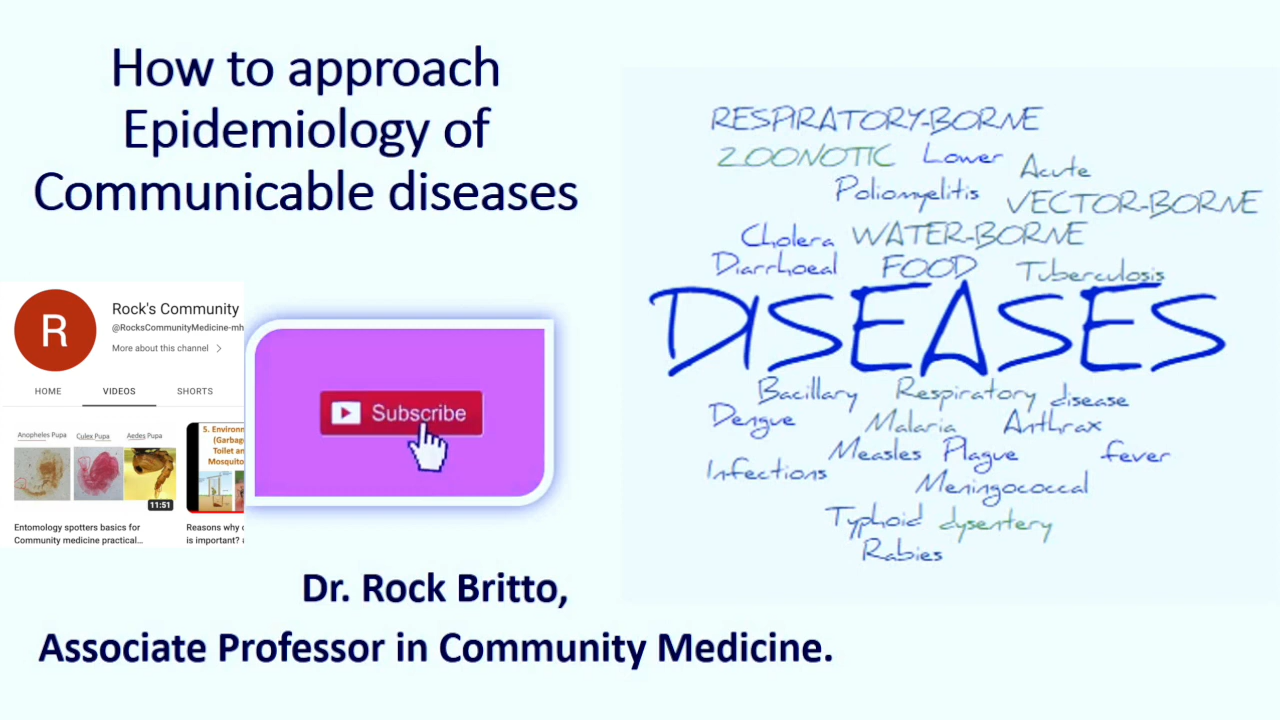 How to approach
Epidemiology of
Communicable diseases
R
Rock's Community
@RocksCommunityMedicine-mh
More about this channel >
HOME VIDEOS SHORTS
Anopheles Pupa Culex Pupa Aedes Pupa
11:51
Entomology spotters basics for
Community medicine practical...
5. Environ
(Garbag
Toilet an
Mosquito
Reasons why
is important?
Subscribe
RESPIRATORY-BORNE
ZOONOTIC Lower Acute
Poliomyelitis VECTOR-BORNE
Cholera WATER-BORNE
Diarrhoeal FOOD Tuberculosis
DISEASES
Bacillary Respiratory disease
Dengue Malaria Anthrax
Measles Plague fever
Infections Meningococcal
Typhoid dysentery
Rabies
Dr. Rock Britto,
Associate Professor in Community Medicine.